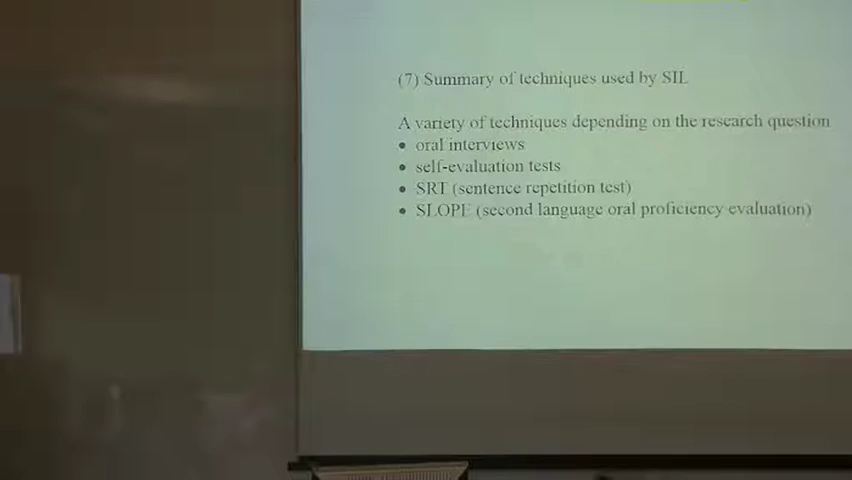 (7) Summary of techniques used by SIL
A variety of techniques depending on the research question
• oral interviews
• self-evaluation tests
• SRT (sentence repetition test)
• SLOPE (second language oral proficiency evaluation)